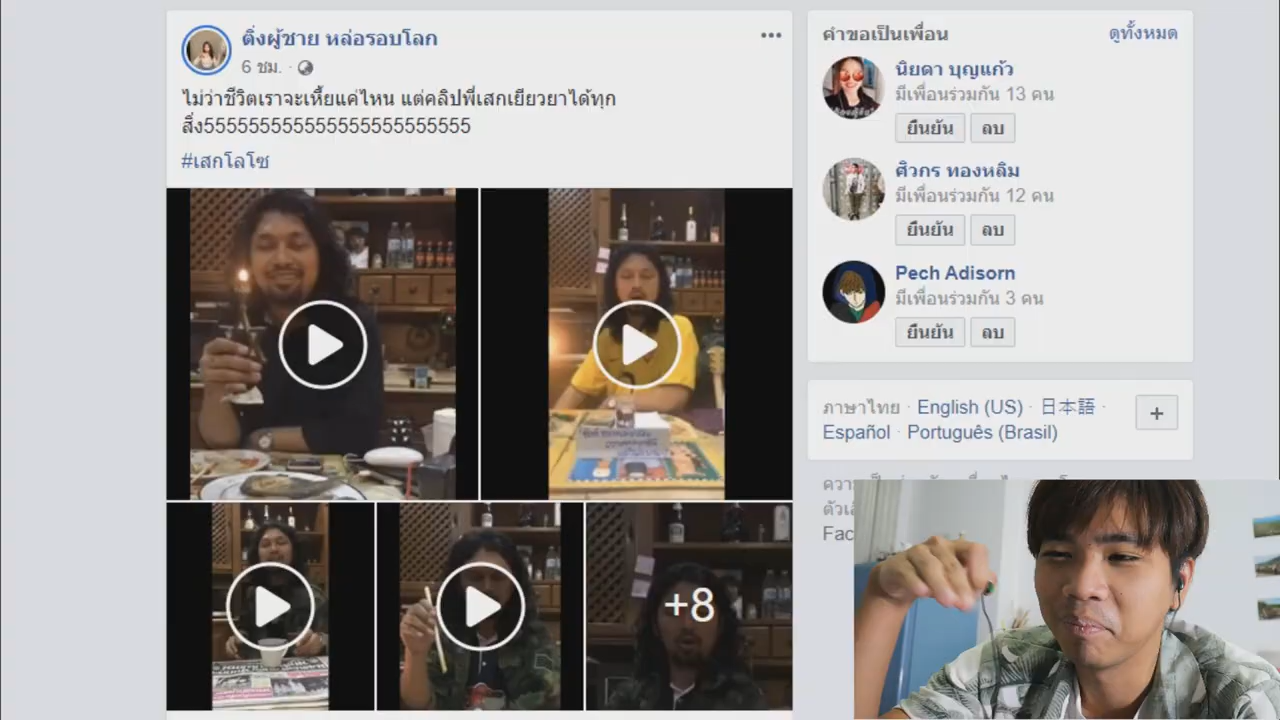 ติ่งผู้ชาย หล่อรอบโลก
6 ชม.
ไม่ว่าชีวิตเราจะเหี้ยแค่ไหน แต่คลิปพี่เสกเยียวยาได้ทุก
สิ่ง555555555555555555555555
#เสกโลโซ
+8
คำขอเป็นเพื่อน
ดูทั้งหมด
นิยดา บุญแก้ว
มีเพื่อนร่วมกัน 13 คน
ยืนยัน ลบ
ศิวกร ทองหลิม
มีเพื่อนร่วมกัน 12 คน
ยืนยัน ลบ
Pech Adisorn
มีเพื่อนร่วมกัน 3 คน
ยืนยัน ลบ
ภาษาไทย · English (US) · 日本語 ·
Español · Português (Brasil)
+